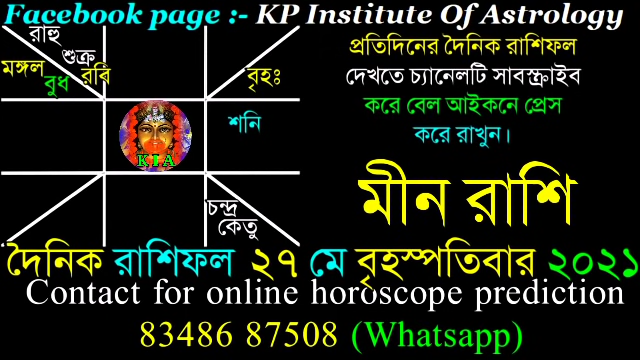 Facebook page :- KP Institute Of Astrology
রাহু
শুক্র
মঙ্গল
বুধ
রবি
বৃহঃ
শনি
KIA
চন্দ্র
কেতু
প্রতিদিনের দৈনিক রাশিফল
দেখতে চ্যানেলটি সাবস্ক্রাইব
করে বেল আইকনে প্রেস
করে রাখুন।
মীন রাশি
দৈনিক রাশিফল ২৭ মে বৃহস্পতিবার ২০২১
Contact for online horoscope prediction
83486 87508 (Whatsapp)